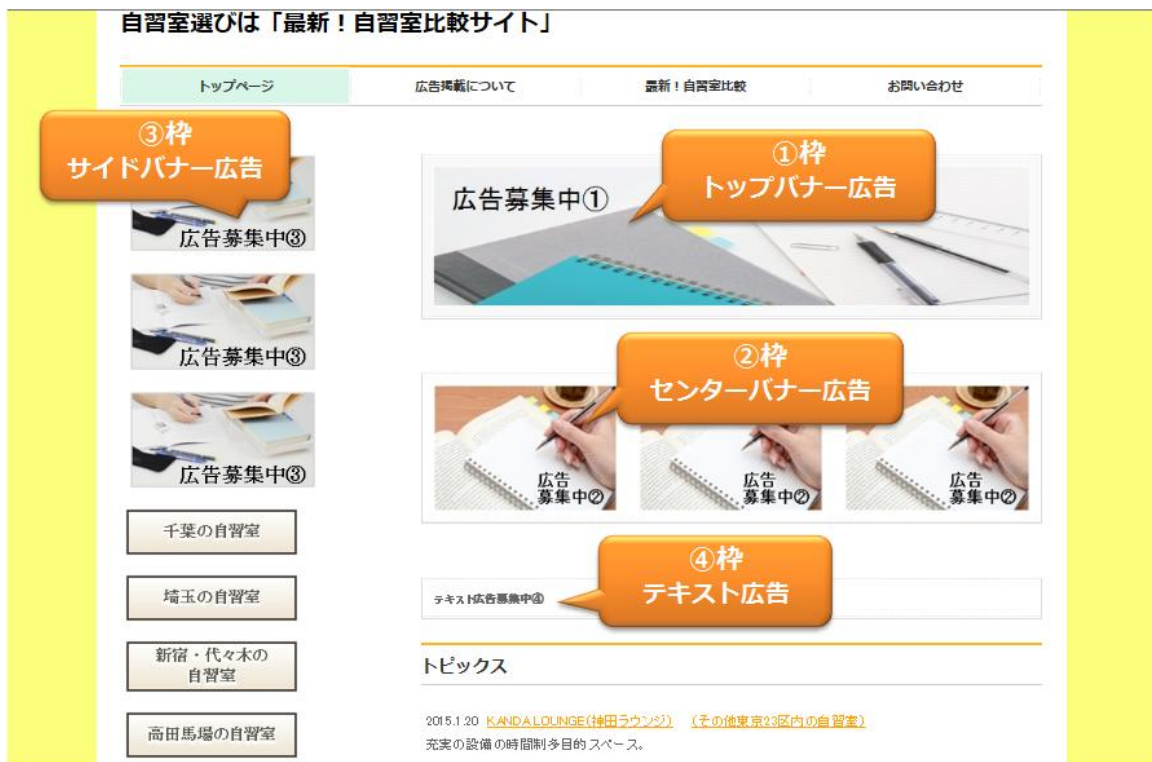 自習室選びは「最新！自習室比較サイト」
トップページ
広告掲載について
最新！自習室比較
お問い合わせ
③枠
サイドバナー広告
広告募集中③
広告募集中③
広告募集中③
千葉の自習室
埼玉の自習室
新宿・代々木の
自習室
高田馬場の自習室
①枠
トップバナー広告
広告募集中①
②枠
センターバナー広告
広告
募集中②
広告
募集中②
広告
募集中②
④枠
テキスト広告
テキスト広告募集中④
トピックス
2015.1.20 KANDA LOUNGE(神田ラウンジ) （その他東京23区内の自習室）
充実の設備の時間制多目的スペース。